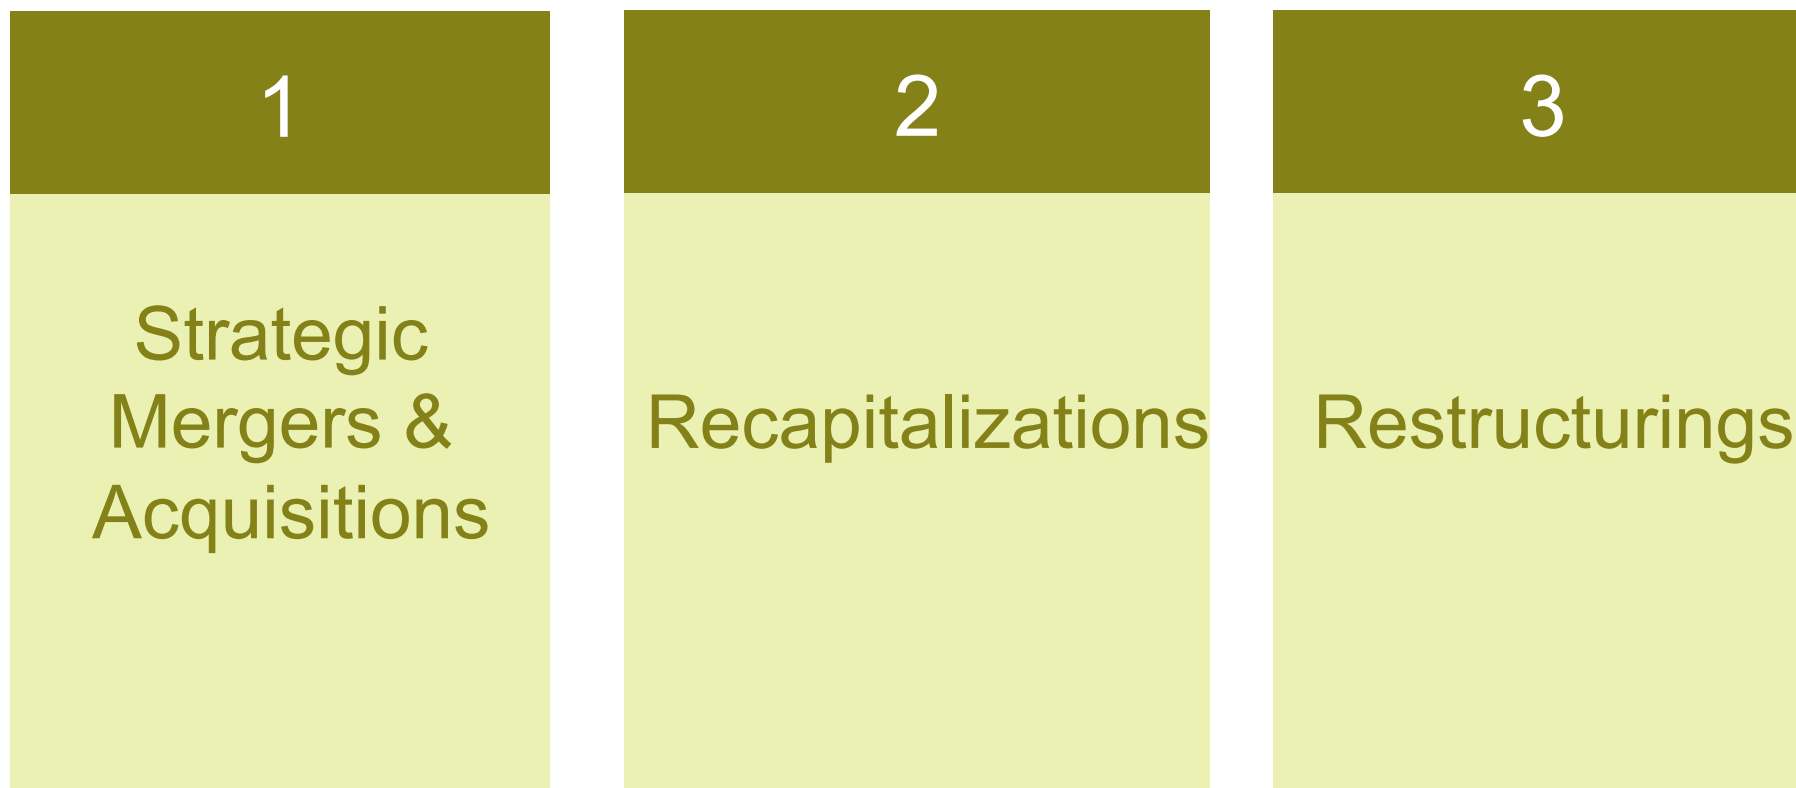 1
Strategic
Mergers &
Acquisitions
2
Recapitalizations
3
Restructurings